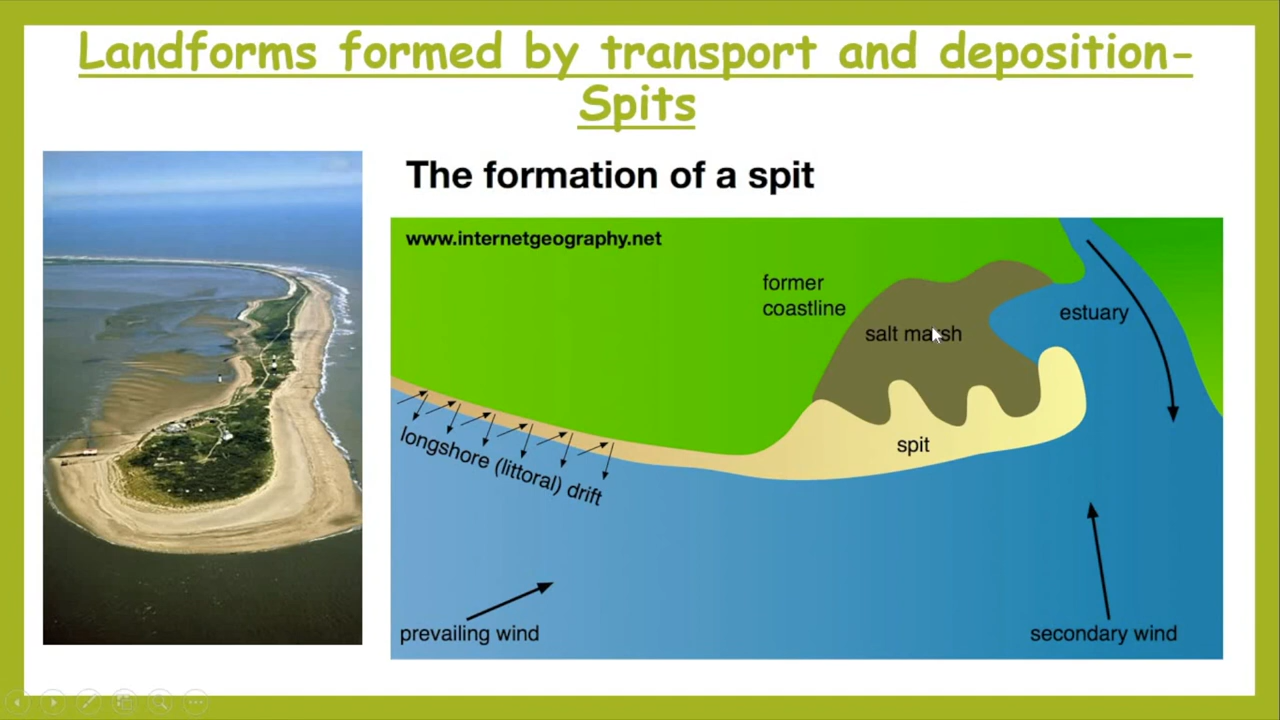 Landforms formed by transport and deposition-
Spits
The formation of a spit
www.internetgeography.net
former
coastline
salt marsh
estuary
spit
longshore (littoral) drift
prevailing wind
secondary wind